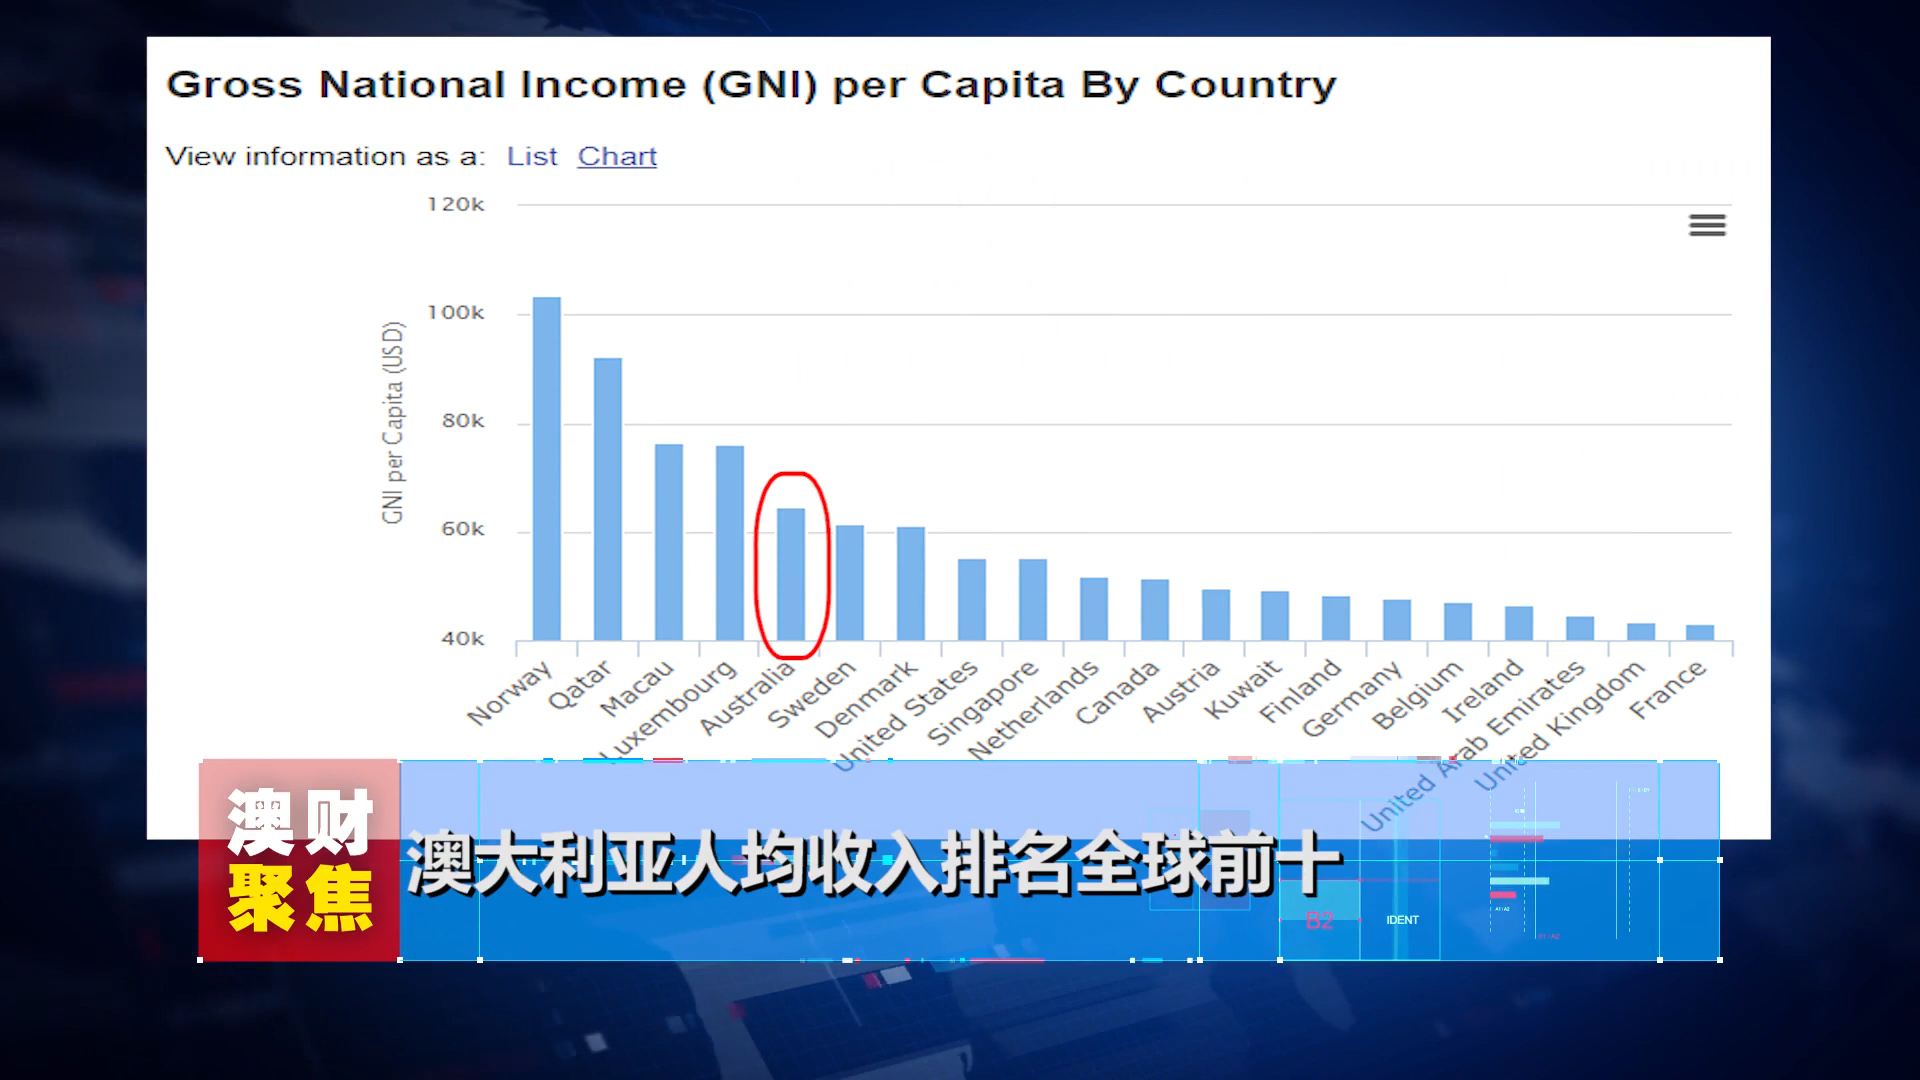 Gross National Income (GNI) per Capita By Country
View information as a: List Chart
120k
100k
80k
60k
40k
GNI per Capita (USD)
Norway
Qatar
Macau
Luxembourg
Australia
Sweden
Denmark
United States
Singapore
Netherlands
Canada
Austria
Kuwait
Finland
Germany
Belgium
Ireland
United Arab Emirates
United Kingdom
France
澳财
聚焦
澳大利亚人均收入排名全球前十
B2
IDENT
A1/A2